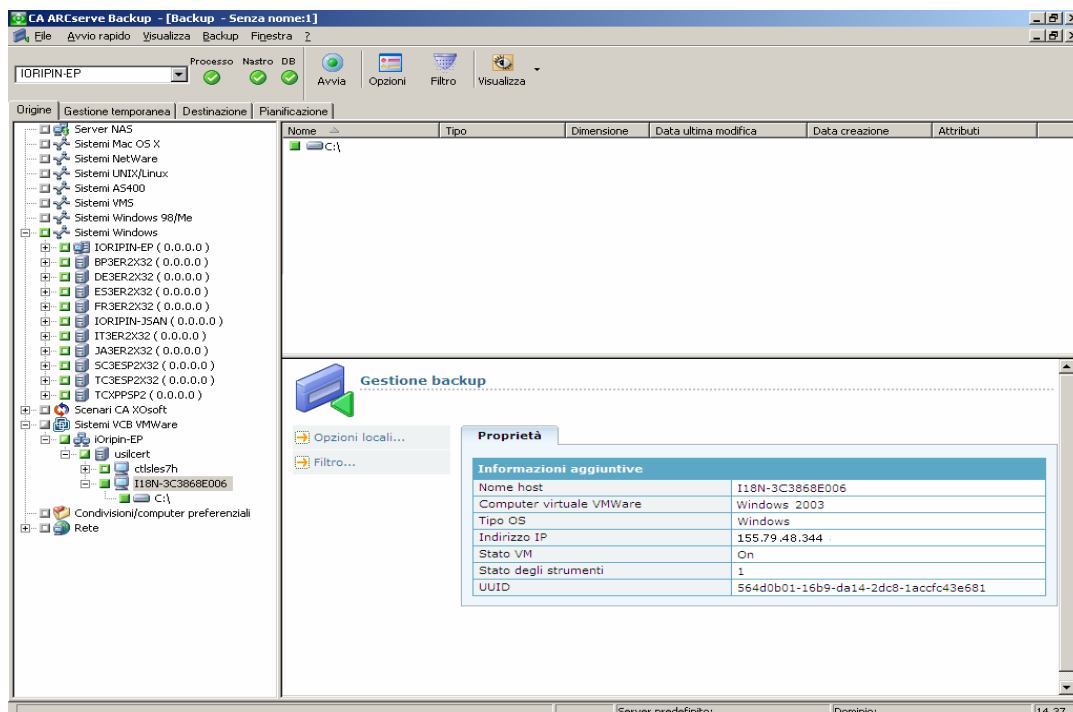 CA ARCserve Backup - [Backup - Senza nome:1]
File Avvio rapido Visualizza Backup Finestra ?
IORIPIN-EP
Processo Nastro DB
Avvia Opzioni Filtro Visualizza
Origine Gestione temporanea Destinazione Pianificazione
Server NAS
Sistemi Mac OS X
Sistemi NetWare
Sistemi UNIX/Linux
Sistemi AS400
Sistemi VMS
Sistemi Windows 98/Me
Sistemi Windows
IORIPIN-EP ( 0.0.0.0 )
BP3ER2X32 ( 0.0.0.0 )
DE3ER2X32 ( 0.0.0.0 )
ES3ER2X32 ( 0.0.0.0 )
FR3ER2X32 ( 0.0.0.0 )
IORIPIN-JSAN ( 0.0.0.0 )
IT3ER2X32 ( 0.0.0.0 )
JA3ER2X32 ( 0.0.0.0 )
SC3ESP2X32 ( 0.0.0.0 )
TC3ESP2X32 ( 0.0.0.0 )
TCXPPSP2 ( 0.0.0.0 )
Scenari CA XOsoft
Sistemi VCB VMWare
iOripin-EP
usilcert
ctlsles7h
I18N-3C3868E006
C:\
Condivisioni/computer preferenziali
Rete
Nome Tipo Dimensione Data ultima modifica Data creazione Attributi
C:\
Gestione backup
Opzioni locali...
Filtro...
Proprietà
Informazioni aggiuntive
Nome host I18N-3C3868E006
Computer virtuale VMWare Windows 2003
Tipo OS Windows
Indirizzo IP 155.79.48.344
Stato VM On
Stato degli strumenti 1
UUID 564d0b01-16b9-da14-2dc8-1accfc43e681
Server predefinito: Dominio: 14.37